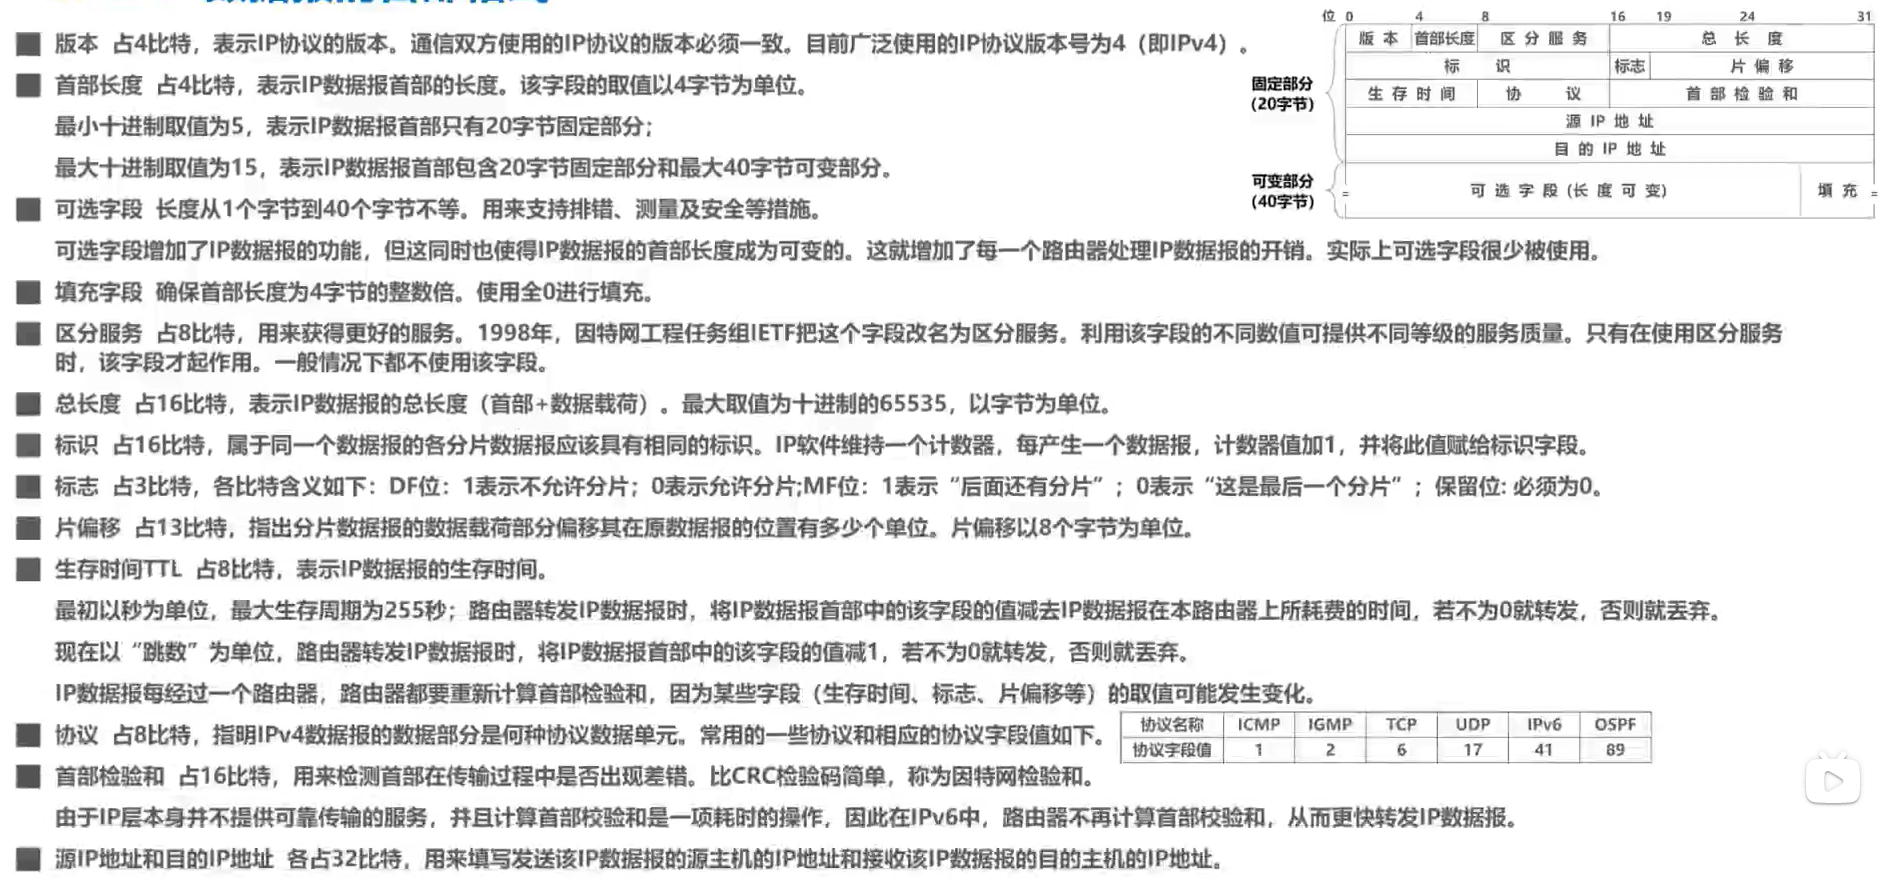 版本 占4比特，表示IP协议的版本。通信双方使用的IP协议的版本必须一致。目前广泛使用的IP协议版本号为4（即IPv4）。
首部长度 占4比特，表示IP数据报首部的长度。该字段的取值以4字节为单位。
最小十进制取值为5，表示IP数据报首部只有20字节固定部分；
最大十进制取值为15，表示IP数据报首部包含20字节固定部分和最大40字节可变部分。
可选字段 长度从1个字节到40个字节不等。用来支持排错、测量及安全等措施。
可选字段增加了IP数据报的功能，但这同时也使得IP数据报的首部长度成为可变的。这就增加了每一个路由器处理IP数据报的开销。实际上可选字段很少被使用。
填充字段 确保首部长度为4字节的整数倍。使用全0进行填充。
区分服务 占8比特，用来获得更好的服务。1998年，因特网工程任务组IETF把这个字段改名为区分服务。利用该字段的不同数值可提供不同等级的服务质量。只有在使用区分服务
时，该字段才起作用。一般情况下都不使用该字段。
总长度 占16比特，表示IP数据报的总长度（首部+数据载荷）。最大取值为十进制的65535，以字节为单位。
标识 占16比特，属于同一个数据报的各分片数据报应该具有相同的标识。IP软件维持一个计数器，每产生一个数据报，计数器值加1，并将此值赋给标识字段。
标志 占3比特，各比特含义如下：DF位：1表示不允许分片；0表示允许分片;MF位：1表示“后面还有分片”；0表示“这是最后一个分片”；保留位: 必须为0。
片偏移 占13比特，指出分片数据报的数据载荷部分偏移其在原数据报的位置有多少个单位。片偏移以8个字节为单位。
生存时间TTL 占8比特，表示IP数据报的生存时间。
最初以秒为单位，最大生存周期为255秒；路由器转发IP数据报时，将IP数据报首部中的该字段的值减去IP数据报在本路由器上所耗费的时间，若不为0就转发，否则就丢弃。
现在以“跳数”为单位，路由器转发IP数据报时，将IP数据报首部中的该字段的值减1，若不为0就转发，否则就丢弃。
IP数据报每经过一个路由器，路由器都要重新计算首部检验和，因为某些字段（生存时间、标志、片偏移等）的取值可能发生变化。
协议 占8比特，指明IPv4数据报的数据部分是何种协议数据单元。常用的一些协议和相应的协议字段值如下。
协议名称 ICMP IGMP TCP UDP IPv6 OSPF
协议字段值 1 2 6 17 41 89
首部检验和 占16比特，用来检测首部在传输过程中是否出现差错。比CRC检验码简单，称为因特网检验和。
由于IP层本身并不提供可靠传输的服务，并且计算首部校验和是一项耗时的操作，因此在IPv6中，路由器不再计算首部校验和，从而更快转发IP数据报。
源IP地址和目的IP地址 各占32比特，用来填写发送该IP数据报的源主机的IP地址和接收该IP数据报的目的主机的IP地址。
位 0 4 8 16 19 24 31
版本 首部长度 区分服务 总长度
标识 标志 片偏移
固定部分
(20字节)
生存时间 协议 首部检验和
源IP地址
目的IP地址
可变部分
(40字节)
可选字段(长度可变) 填充